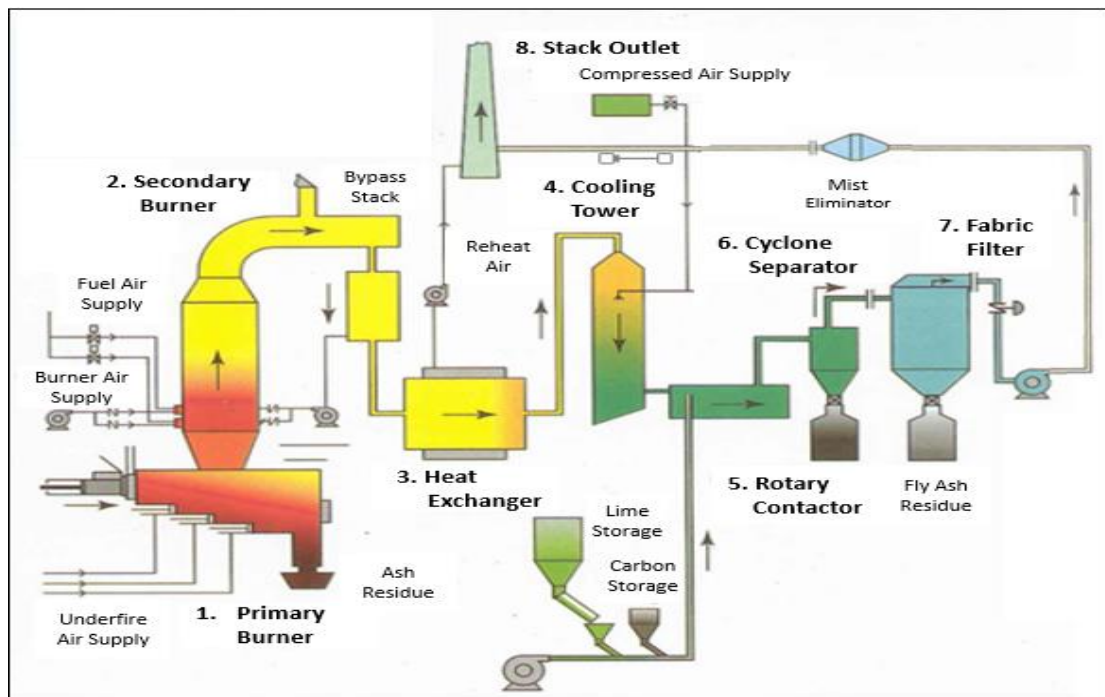 8. Stack Outlet
Compressed Air Supply
2. Secondary
Burner
Bypass
Stack
4. Cooling
Tower
Mist
Eliminator
Reheat
Air
6. Cyclone
Separator
7. Fabric
Filter
Fuel Air
Supply
Burner Air
Supply
3. Heat
Exchanger
5. Rotary
Contactor
Fly Ash
Residue
Lime
Storage
Carbon
Storage
Ash
Residue
1. Primary
Burner
Underfire
Air Supply